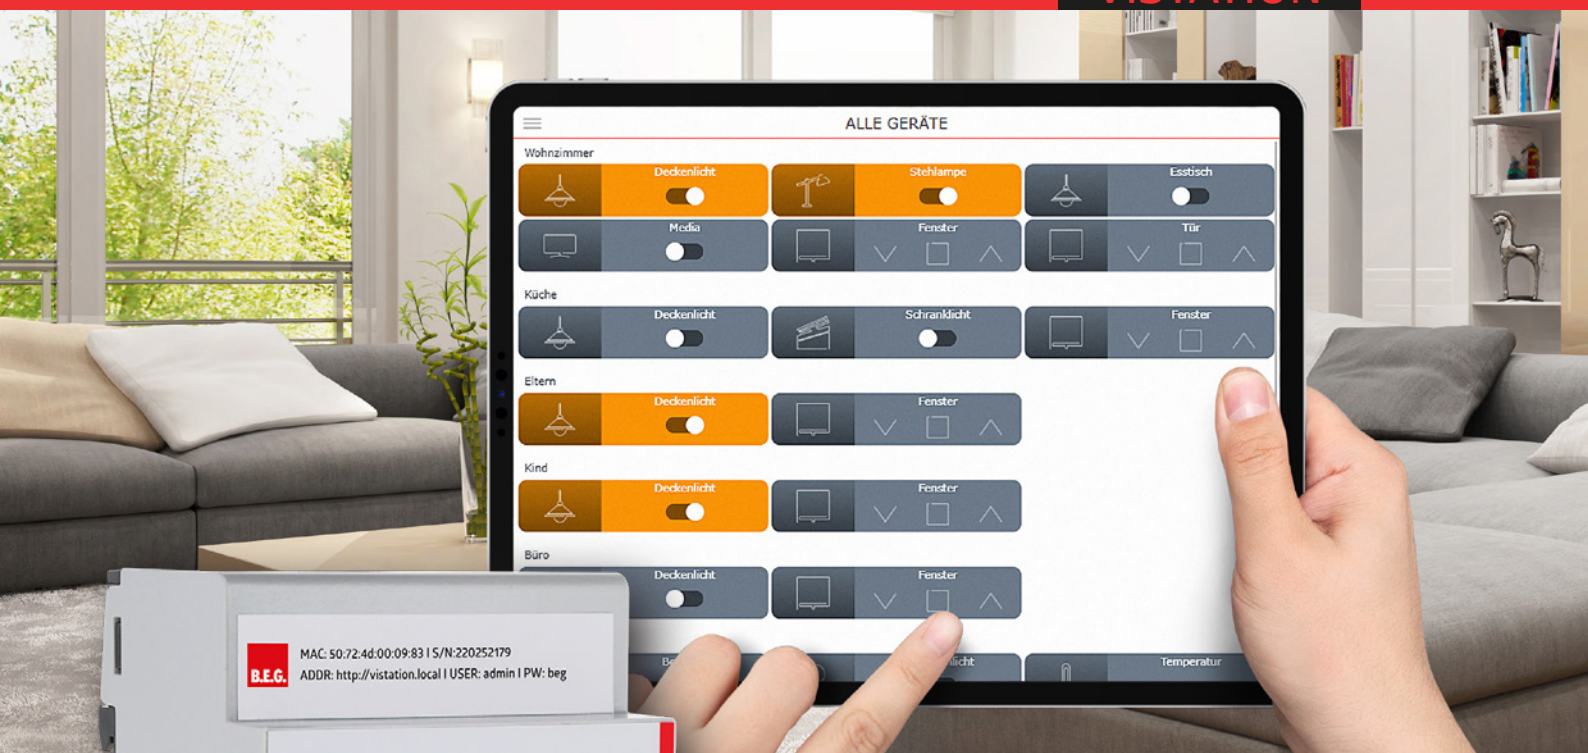 ALLE GERÄTE
Wohnzimmer
Deckenlicht
Stehlampe
Esstisch
Media
Fenster
Tür
Küche
Deckenlicht
Schranklicht
Fenster
Eltern
Deckenlicht
Fenster
Kind
Deckenlicht
Fenster
Büro
Deckenlicht
Fenster
Temperatur
B.E.G.
MAC: 50:72:4d:00:09:83 I S/N:220252179
ADDR: http://vistation.local I USER: admin I PW: beg